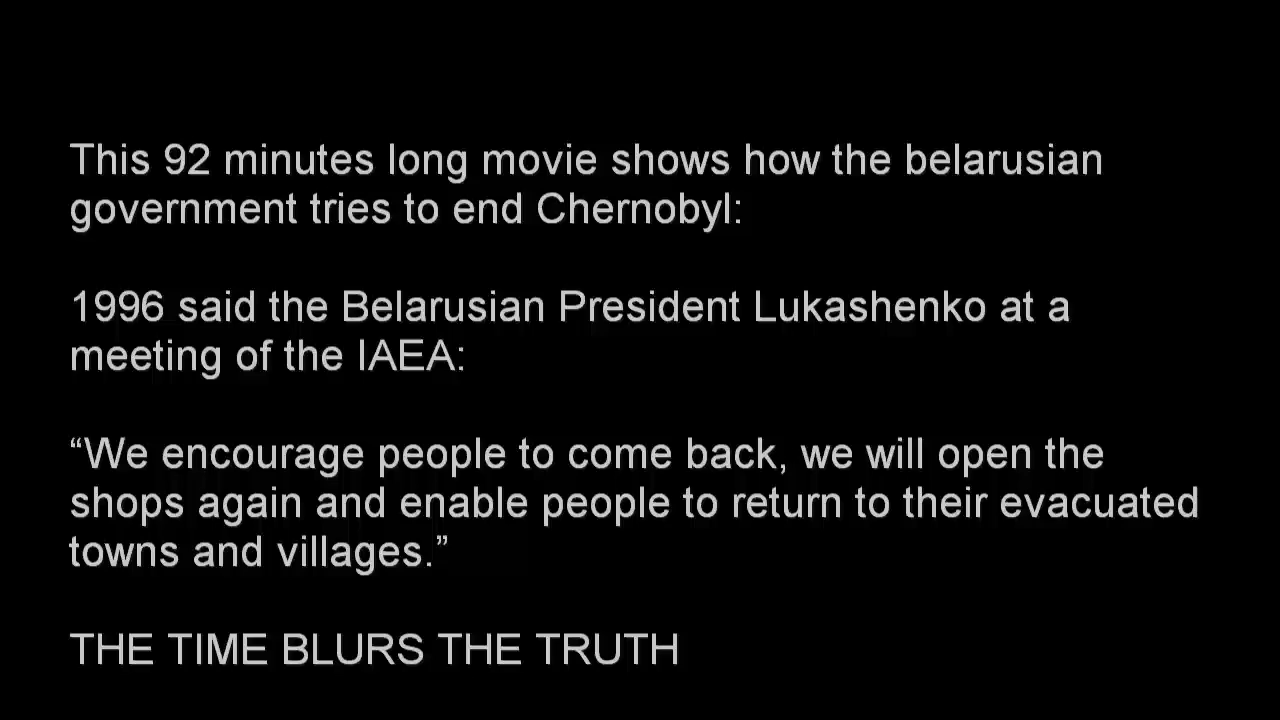 This 92 minutes long movie shows how the belarusian
government tries to end Chernobyl:
1996 said the Belarusian President Lukashenko at a
meeting of the IAEA:
“We encourage people to come back, we will open the
shops again and enable people to return to their evacuated
towns and villages.”
THE TIME BLURS THE TRUTH